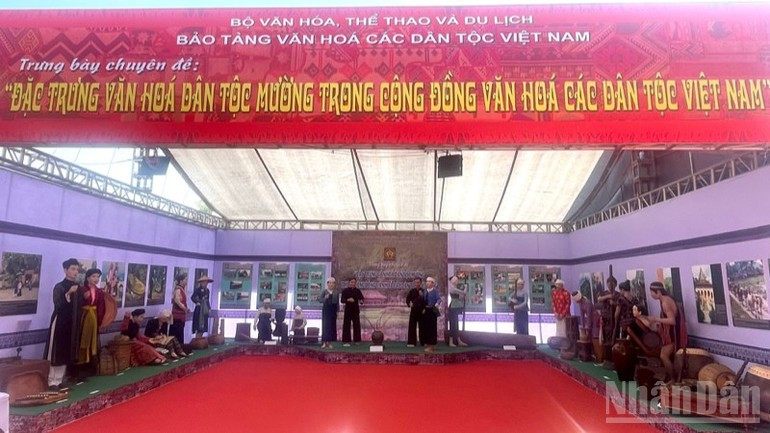 BỘ VĂN HÓA, THỂ THAO VÀ DU LỊCH
BẢO TÀNG VĂN HOÁ CÁC DÂN TỘC VIỆT NAM
Trưng bày chuyên đề:
"ĐẶC TRƯNG VĂN HOÁ DÂN TỘC MƯỜNG TRONG CỘNG ĐỒNG VĂN HOÁ CÁC DÂN TỘC VIỆT NAM"
NhânDân